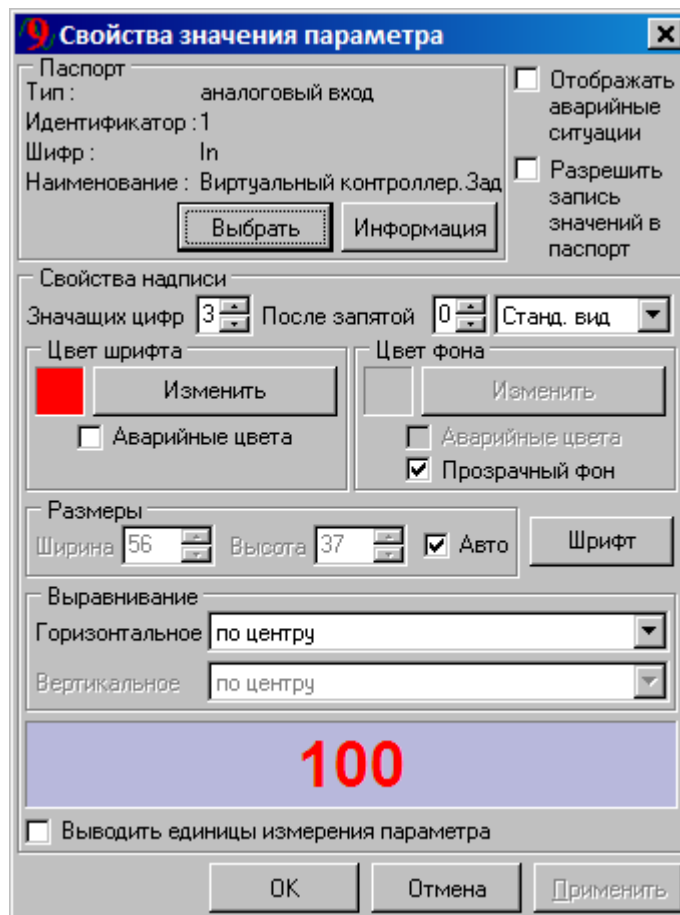 Свойства значения параметра
Паспорт
Тип : аналоговый вход
Идентификатор : 1
Шифр : In
Наименование : Виртуальный контроллер.Зад
Выбрать Информация
Отображать
аварийные
ситуации
Разрешить
запись
значений в
паспорт
Свойства надписи
Значащих цифр 3 После запятой 0 Станд. вид
Цвет шрифта
Изменить
Аварийные цвета
Цвет фона
Изменить
Аварийные цвета
Прозрачный фон
Размеры
Ширина 56 Высота 37 Авто Шрифт
Выравнивание
Горизонтальное по центру
Вертикальное по центру
100
Выводить единицы измерения параметра
OK Отмена Применить